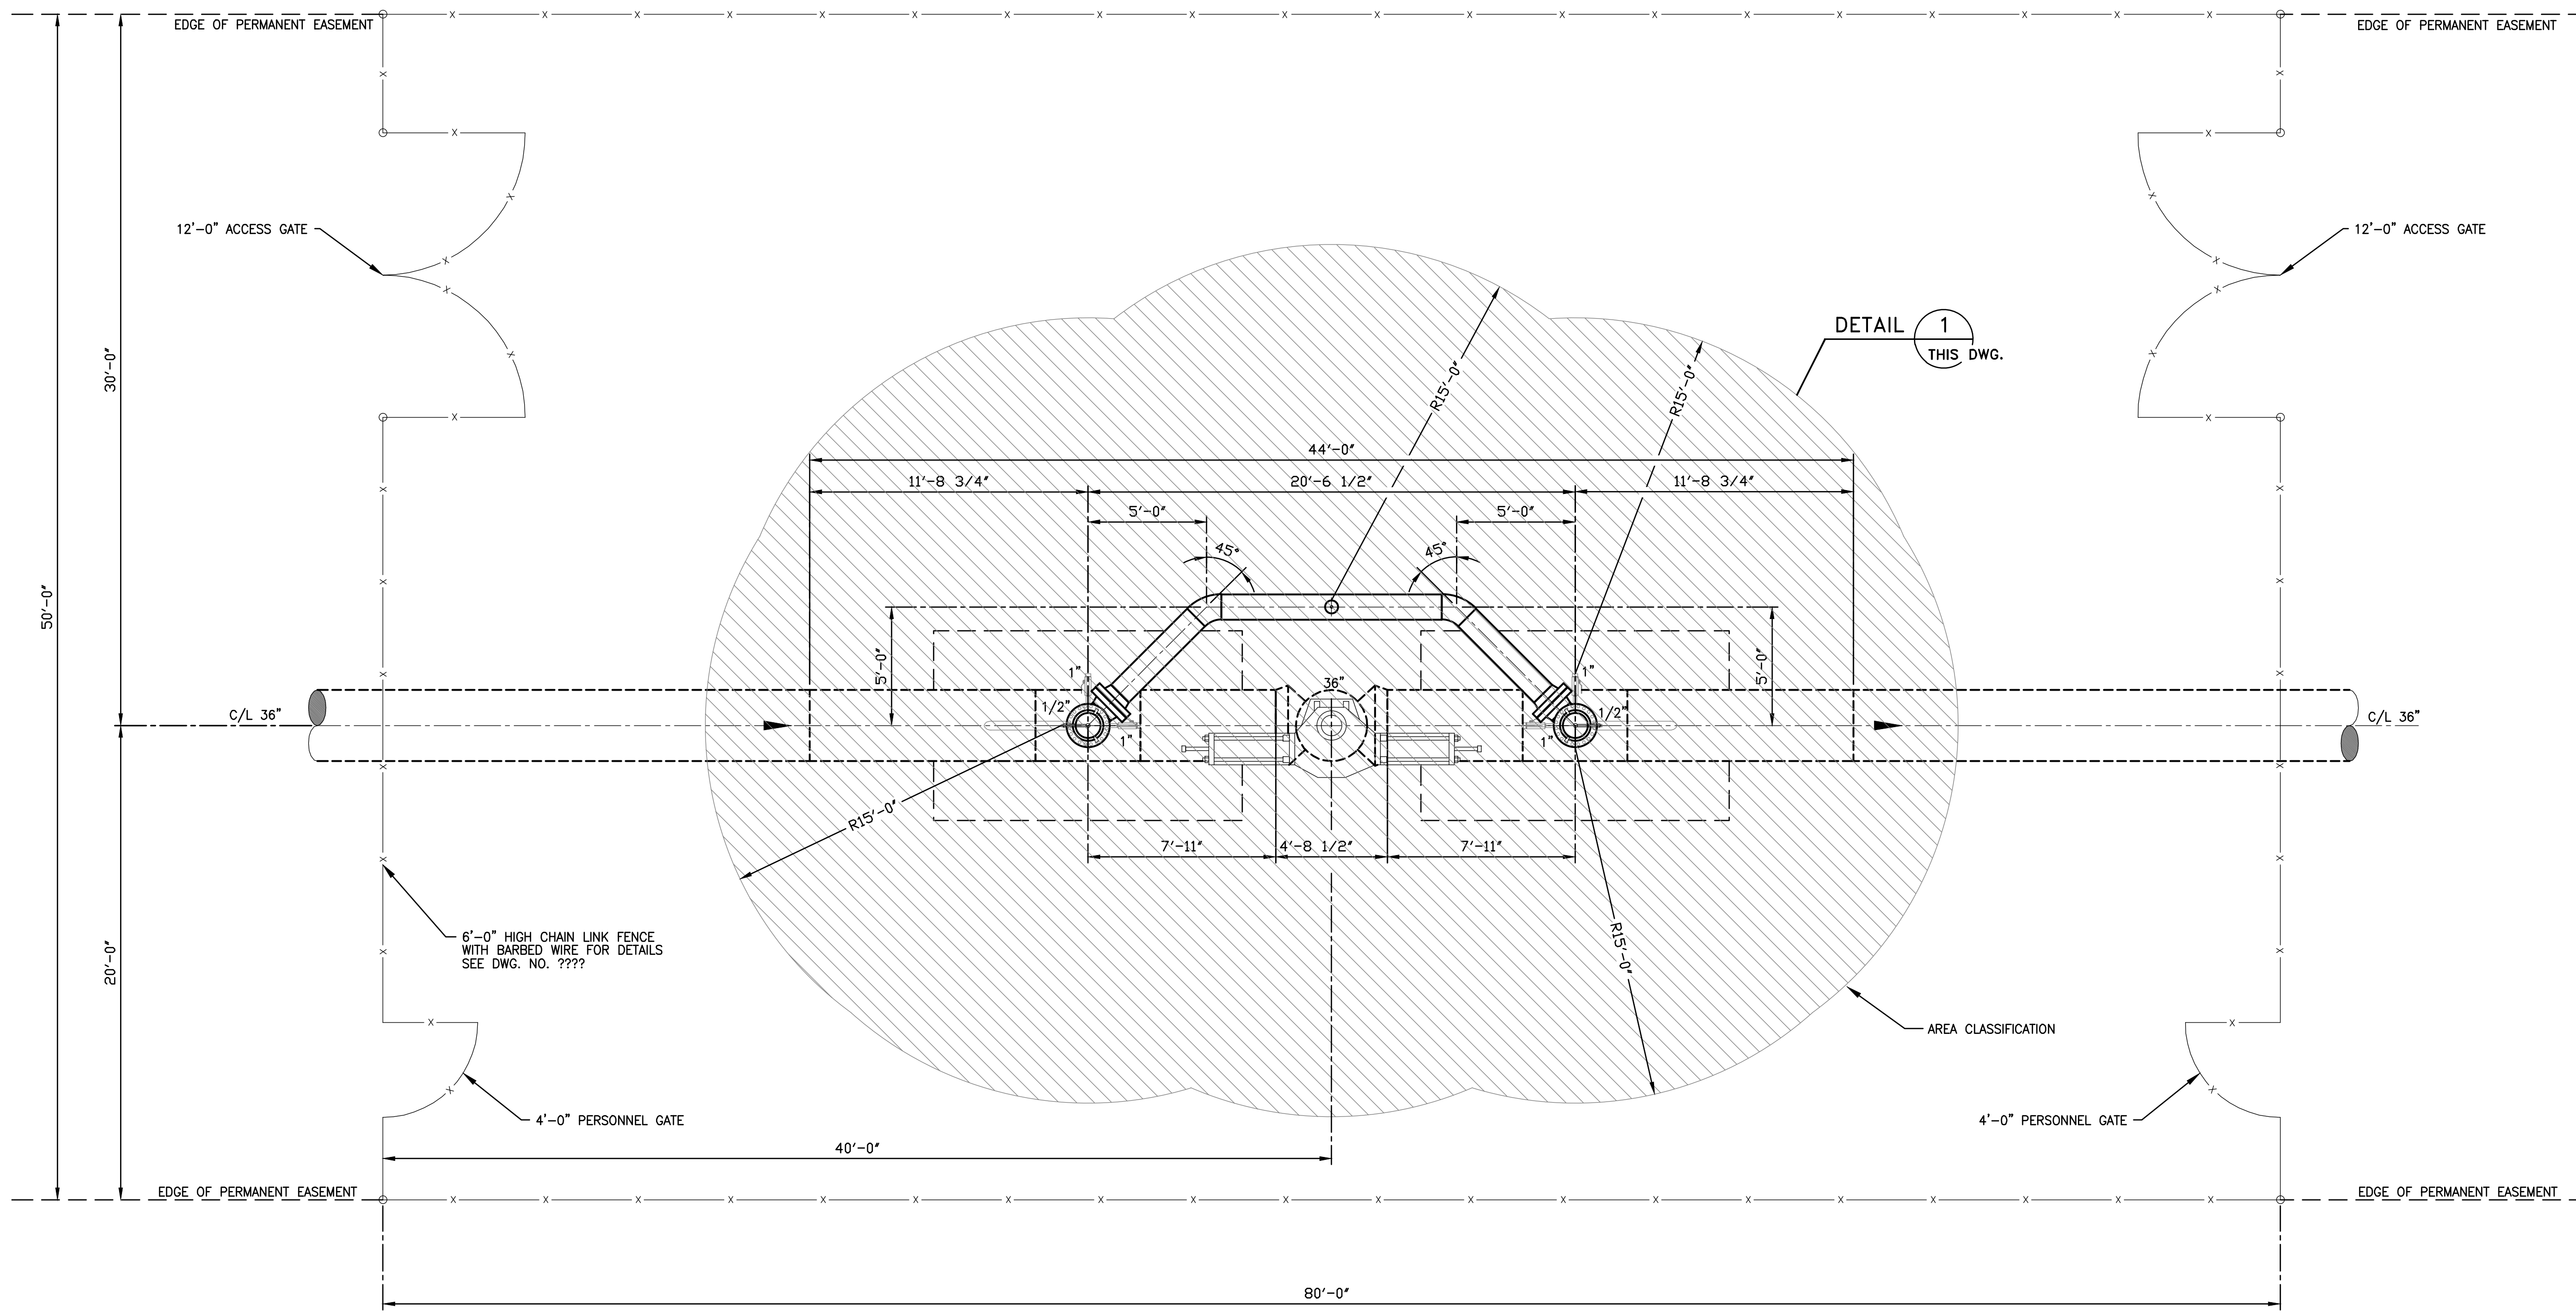 EDGE OF PERMANENT EASEMENT
EDGE OF PERMANENT EASEMENT
12'-0" ACCESS GATE
12'-0" ACCESS GATE
DETAIL 1
THIS DWG.
30'-0"
50'-0"
20'-0"
R15'-0"
R15'-0"
44'-0"
11'-8 3/4"
20'-6 1/2"
11'-8 3/4"
5'-0"
5'-0"
45°
45°
5'-0"
5'-0"
1"
36"
1"
C/L 36"
1/2"
1/2"
C/L 36"
1"
1"
R15'-0"
7'-11"
4'-8 1/2"
7'-11"
R15'-0"
6'-0" HIGH CHAIN LINK FENCE
WITH BARBED WIRE FOR DETAILS
SEE DWG. NO. ????
AREA CLASSIFICATION
4'-0" PERSONNEL GATE
4'-0" PERSONNEL GATE
40'-0"
EDGE OF PERMANENT EASEMENT
EDGE OF PERMANENT EASEMENT
80'-0"